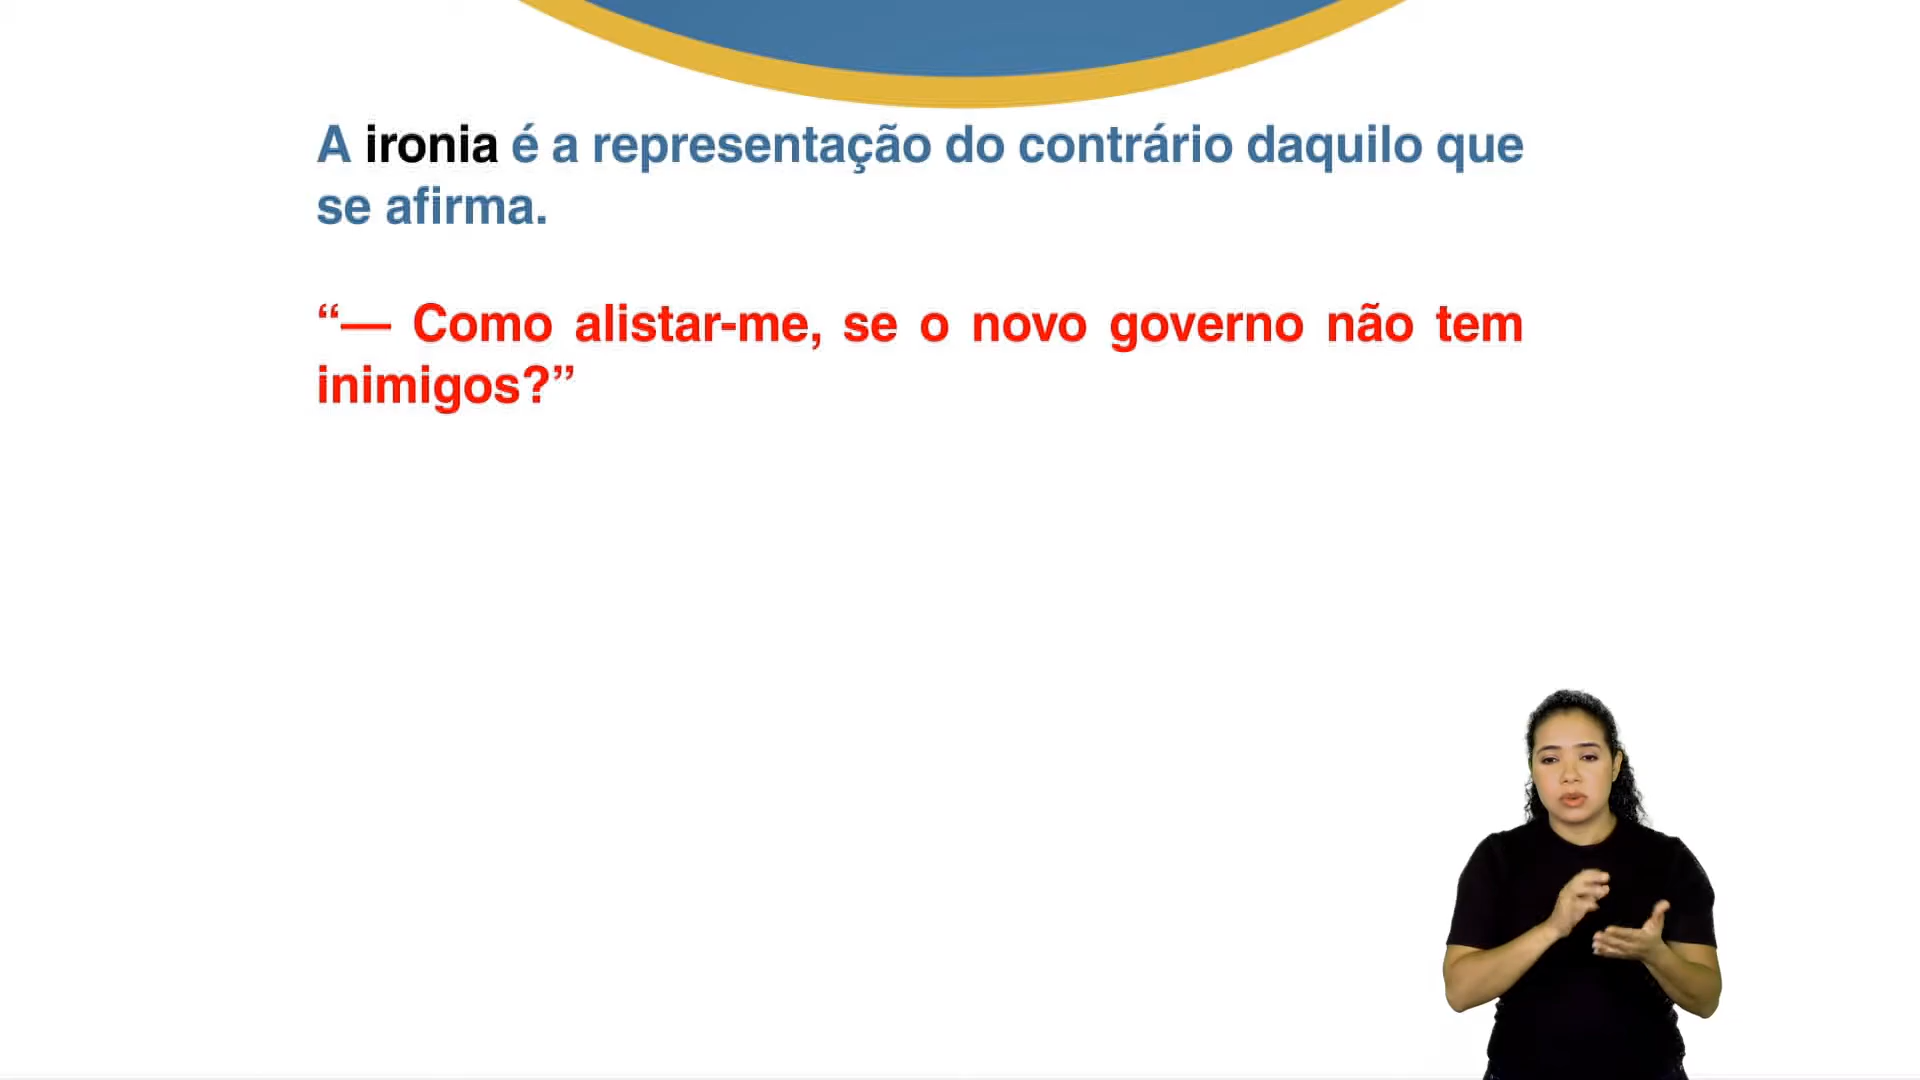 A ironia é a representação do contrário daquilo que
se afirma.
“— Como alistar-me, se o novo governo não tem
inimigos?”